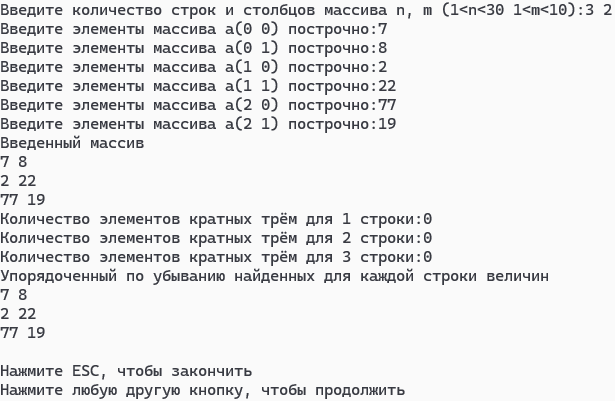 Введите количество строк и столбцов массива n, m (1<n<30 1<m<10):3 2
Введите элементы массива a(0 0) построчно:7
Введите элементы массива a(0 1) построчно:8
Введите элементы массива a(1 0) построчно:2
Введите элементы массива a(1 1) построчно:22
Введите элементы массива a(2 0) построчно:77
Введите элементы массива a(2 1) построчно:19
Введенный массив
7 8
2 22
77 19
Количество элементов кратных трём для 1 строки:0
Количество элементов кратных трём для 2 строки:0
Количество элементов кратных трём для 3 строки:0
Упорядоченный по убыванию найденных для каждой строки величин
7 8
2 22
77 19
Нажмите ESC, чтобы закончить
Нажмите любую другую кнопку, чтобы продолжить